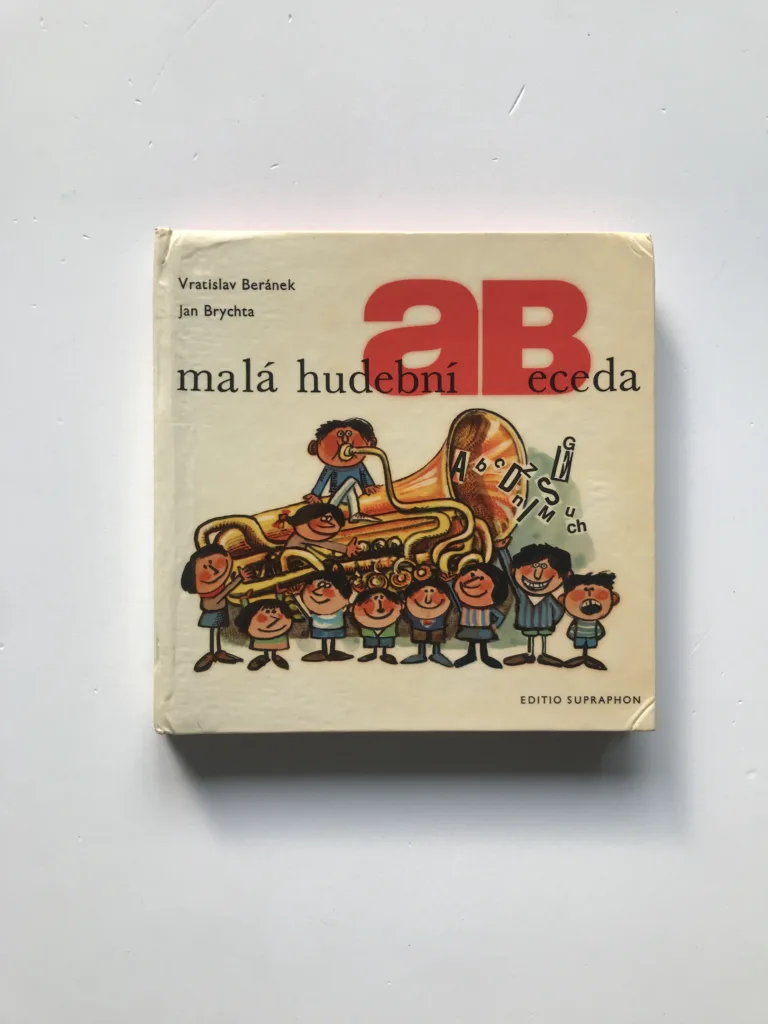 Vratislav Beránek
Jan Brychta
aB
malá hudební eceda
EDITIO SUPRAPHON